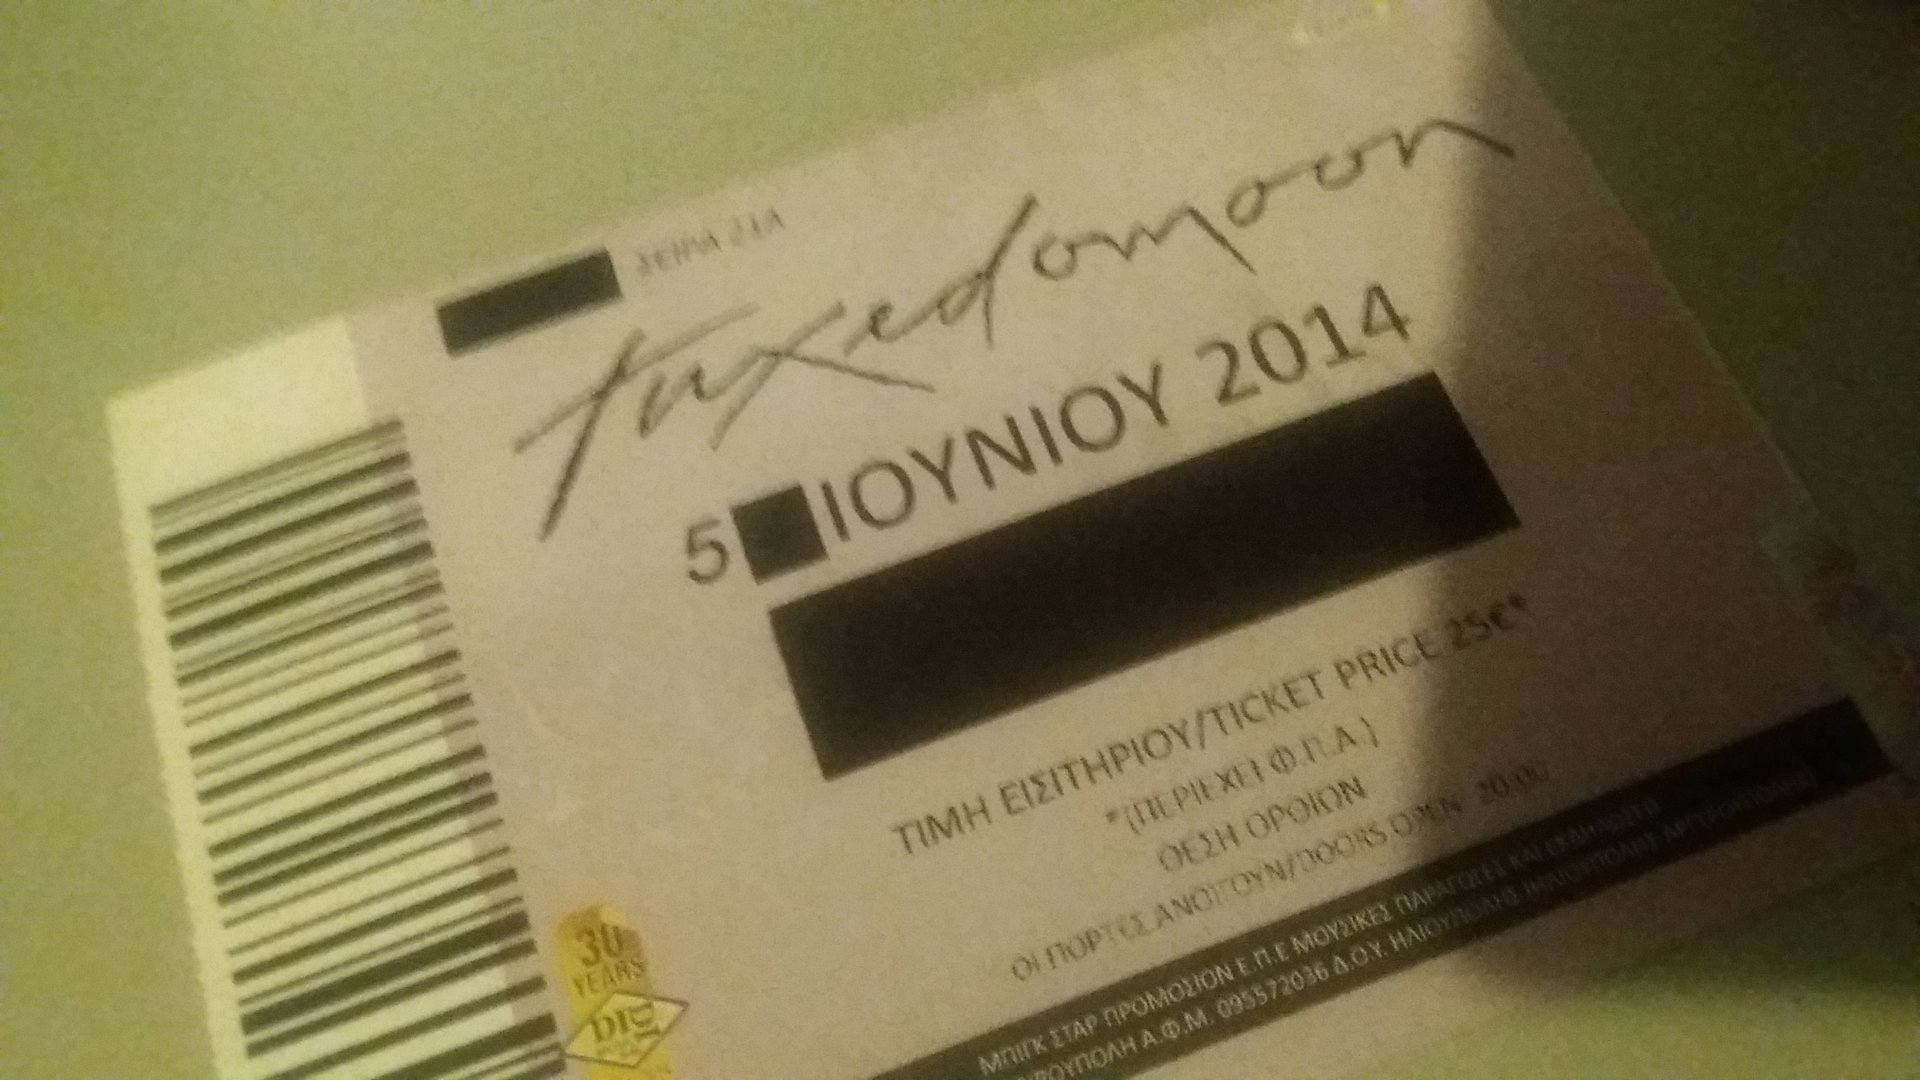 ΣΕΙΡΑ 21Α
tuxedomoon
5 ΙΟΥΝΙΟΥ 2014
ΤΙΜΗ ΕΙΣΙΤΗΡΙΟΥ/TICKET PRICE 25€*
*(ΠΕΡΙΕΧΕΙ Φ.Π.Α.)
ΘΕΣΗ ΟΡΘΙΩΝ
ΟΙ ΠΟΡΤΕΣ ΑΝΟΙΓΟΥΝ/DOORS OPEN 20:00
ΜΠΙΓΚ ΣΤΑΡ ΠΡΟΜΟΣΙΟΝ Ε.Π.Ε ΜΟΥΣΙΚΕΣ ΠΑΡΑΓΩΓΕΣ ΚΑΙ ΕΚΔΗΛΩΣΕΙΣ
Α.Φ.Μ. 095572036 Δ.Ο.Υ. ΗΛΙΟΥΠΟΛΗΣ
30
YEARS
DIDI